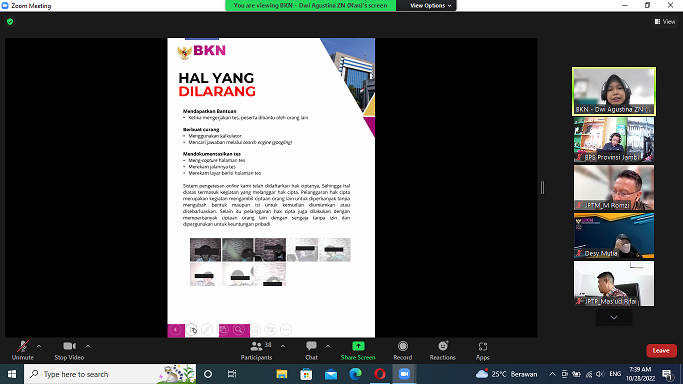 Zoom Meeting
You are viewing BKN - Dwi Agustina ZN (Nan)'s screen
View Options
View
BKN
HAL YANG
DILARANG
Mendapatkan Bantuan
• Ketika mengerjakan tes, peserta dibantu oleh orang lain
Berbuat curang
• Menggunakan kalkulator
• Mencari jawaban melalui search engine (googling)
Mendokumentasikan tes
• Meng-capture halaman tes
• Merekam jalannya tes
• Merekam layar berisi halaman tes
Sistem pengetesan online kami telah didaftarkan hak ciptanya, Sehingga hal
diatas termasuk kegiatan yang melanggar hak cipta. Pelanggaran hak cipta
merupakan kegiatan mengambil ciptaan orang lain untuk diperbanyak tanpa
mengubah bentuk maupun isi untuk kemudian diumumkan atau
disebarluaskan. Selain itu pelanggaran hak cipta juga dilakukan dengan
memperbanyak ciptaan orang lain dengan sengaja tanpa izin dan
dipergunakan untuk keuntungan pribadi
BKN - Dwi Agustina ZN (
BPS Provinsi Jambi
JPTM_M Romzi
Desy Mutia
JPTP_Mas'ud Rifai
Unmute
Stop Video
38
Participants
Chat
Share Screen
Record
Reactions
Apps
Leave
Type here to search
25°C Berawan
ENG
7:39 AM
10/28/2022